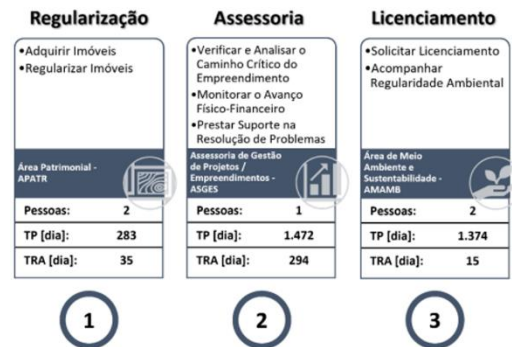 Regularização
•Adquirir Imóveis
•Regularizar Imóveis
Área Patrimonial -
APATR
Pessoas: 2
TP [dia]: 283
TRA [dia]: 35
1
Assessoria
•Verificar e Analisar o
Caminho Crítico do
Empreendimento
•Monitorar o Avanço
Físico-Financeiro
•Prestar Suporte na
Resolução de Problemas
Assessoria de Gestão
de Projetos /
Empreendimentos -
ASGES
Pessoas: 1
TP [dia]: 1.472
TRA [dia]: 294
2
Licenciamento
•Solicitar Licenciamento
•Acompanhar
Regularidade Ambiental
Área de Meio
Ambiente e
Sustentabilidade -
AMAMB
Pessoas: 2
TP [dia]: 1.374
TRA [dia]: 15
3